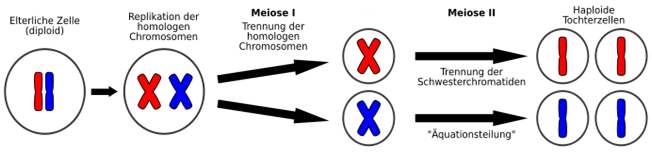 Elterliche Zelle
(diploid)
Replikation der
homologen
Chromosomen
Meiose I
Trennung der
homologen
Chromosomen
Meiose II
Trennung der
Schwesterchromatiden
"Äquationsteilung"
Haploide
Tochterzellen